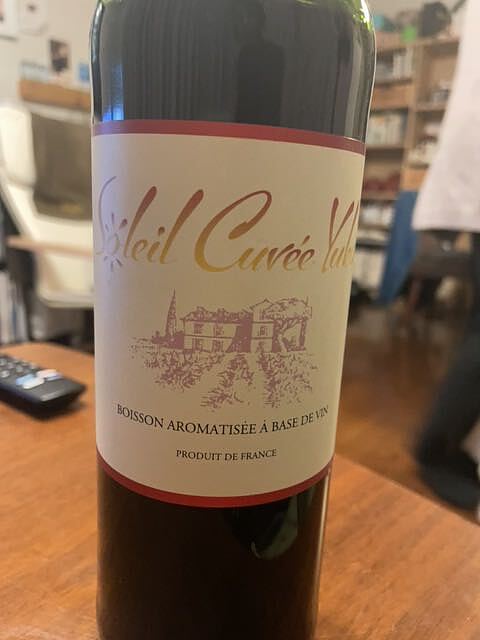 Soleil Cuvée
BOISSON AROMATISÉE À BASE DE VIN
PRODUIT DE FRANCE